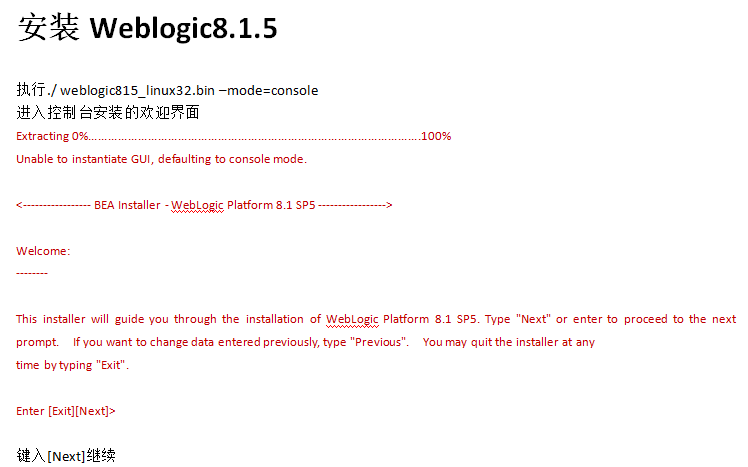 安装 Weblogic8.1.5
执行./ weblogic815_linux32.bin –mode=console
进入控制台安装的欢迎界面
Extracting 0%....................................................................................................100%
Unable to instantiate GUI, defaulting to console mode.
<----------------- BEA Installer - WebLogic Platform 8.1 SP5 ----------------->
Welcome:
--------
This installer will guide you through the installation of WebLogic Platform 8.1 SP5. Type "Next" or enter to proceed to the next
prompt. If you want to change data entered previously, type "Previous". You may quit the installer at any
time by typing "Exit".
Enter [Exit][Next]>
键入[Next]继续